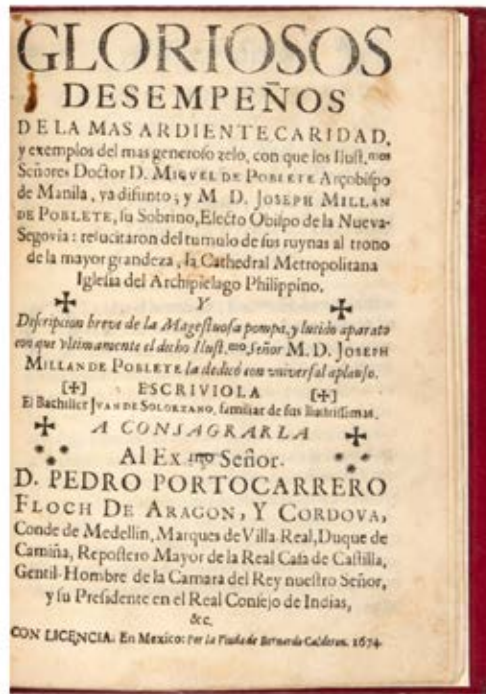 GLORIOSOS
DESEMPEÑOS
DE LA MAS ARDIENTE CARIDAD,
y exemplos del mas generoſo zelo, con que los Iluſt.mos
Señores Doctor D. MIGVEL DE POBLETE Arçobiſpo
de Manila, ya difunto; y M. D. JOSEPH MILLAN
DE POBLETE, ſu Sobrino, Electo Obiſpo de la Nueva-
Segovia: reſucitaron del tumulo de ſus ruynas al trono
de la mayor grandeza, la Cathedral Metropolitana
Igleſia del Archipielago Philippino.
Y
Deſcripcion breve de la Mageſtuoſa pompa, y lucido aparato
con que vltimamente el dicho Iluſt.mo Señor M. D. JOSEPH
MILLAN DE POBLETE la dedicó con vniverſal aplauſo.
ESCRIVIOLA
El Bachiller JVAN DE SOLORZANO, familiar de ſus Iluſtriſsimas.
A CONSAGRARLA
Al Ex.mo Señor.
D. PEDRO PORTOCARRERO
FLOCH DE ARAGON, Y CORDOVA,
Conde de Medellin, Marques de Villa-Real, Duque de
Camiña, Repoſtero Mayor de la Real Caſa de Caſtilla,
Gentil-Hombre de la Camara del Rey nueſtro Señor,
y ſu Preſidente en el Real Conſejo de Indias,
&c.
CON LICENCIA: En Mexico: Por la Viuda de Bernardo Calderon. 1674